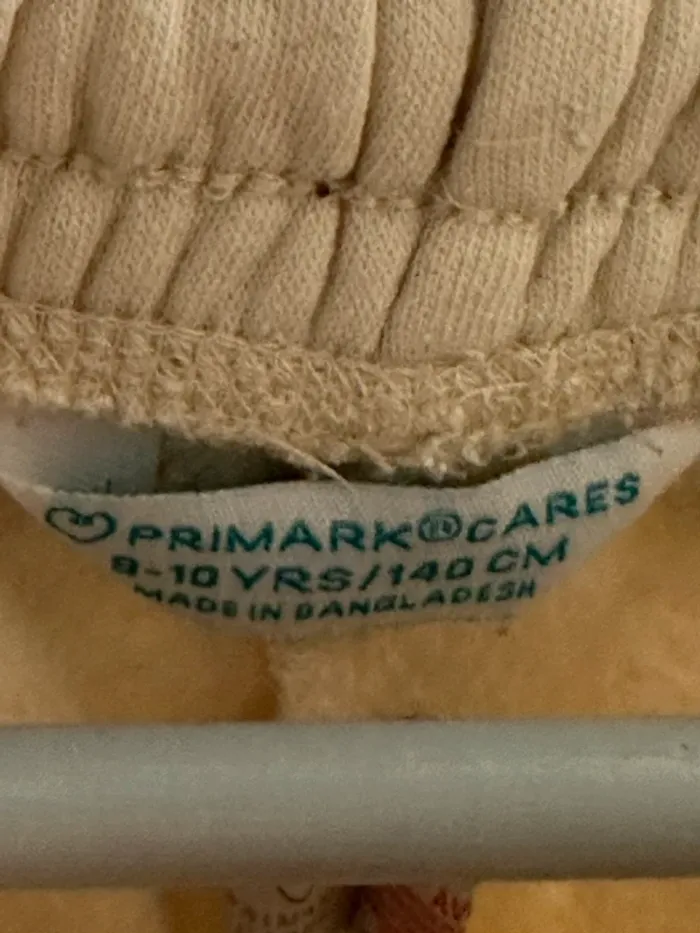 PRIMARK®CARES
9-10 YRS/140 CM
MADE IN BANGLADESH